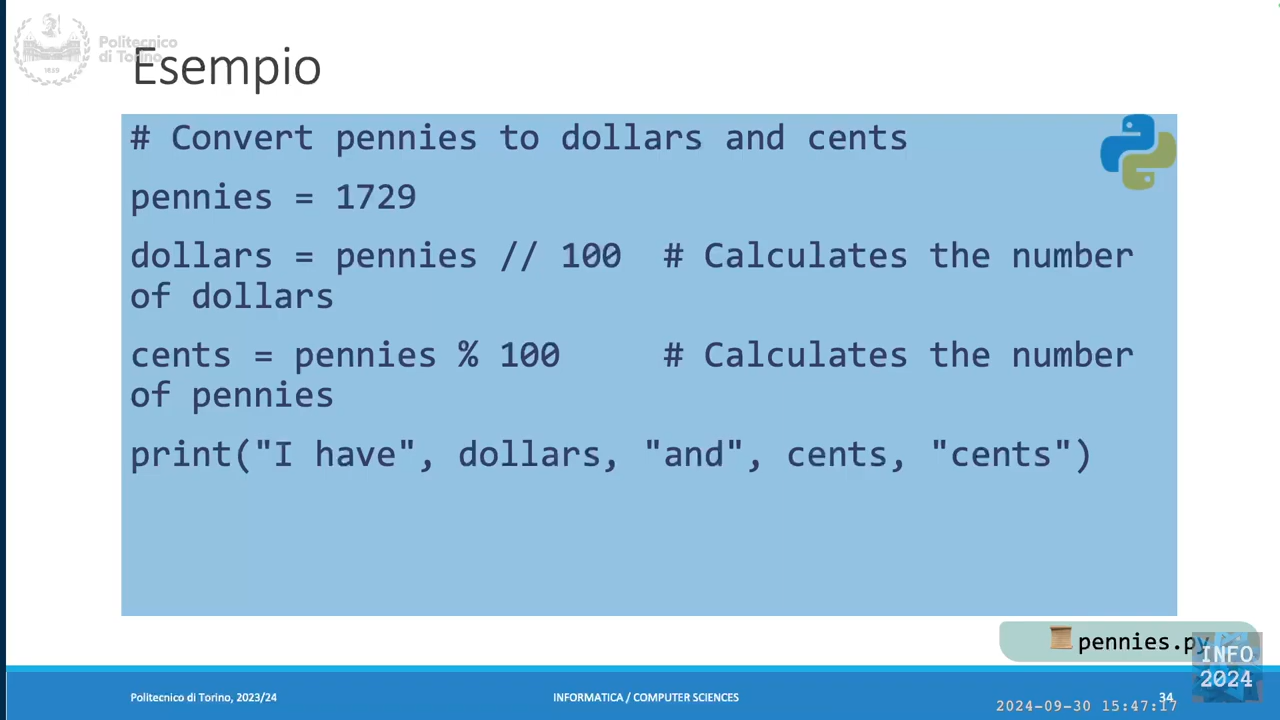 Politecnico
di Torino
1859
Esempio
# Convert pennies to dollars and cents
pennies = 1729
dollars = pennies // 100  # Calculates the number
of dollars
cents = pennies % 100     # Calculates the number
of pennies
print("I have", dollars, "and", cents, "cents")
pennies.py
INFO
2024
Politecnico di Torino, 2023/24
INFORMATICA / COMPUTER SCIENCES
34
2024-09-30 15:47:17